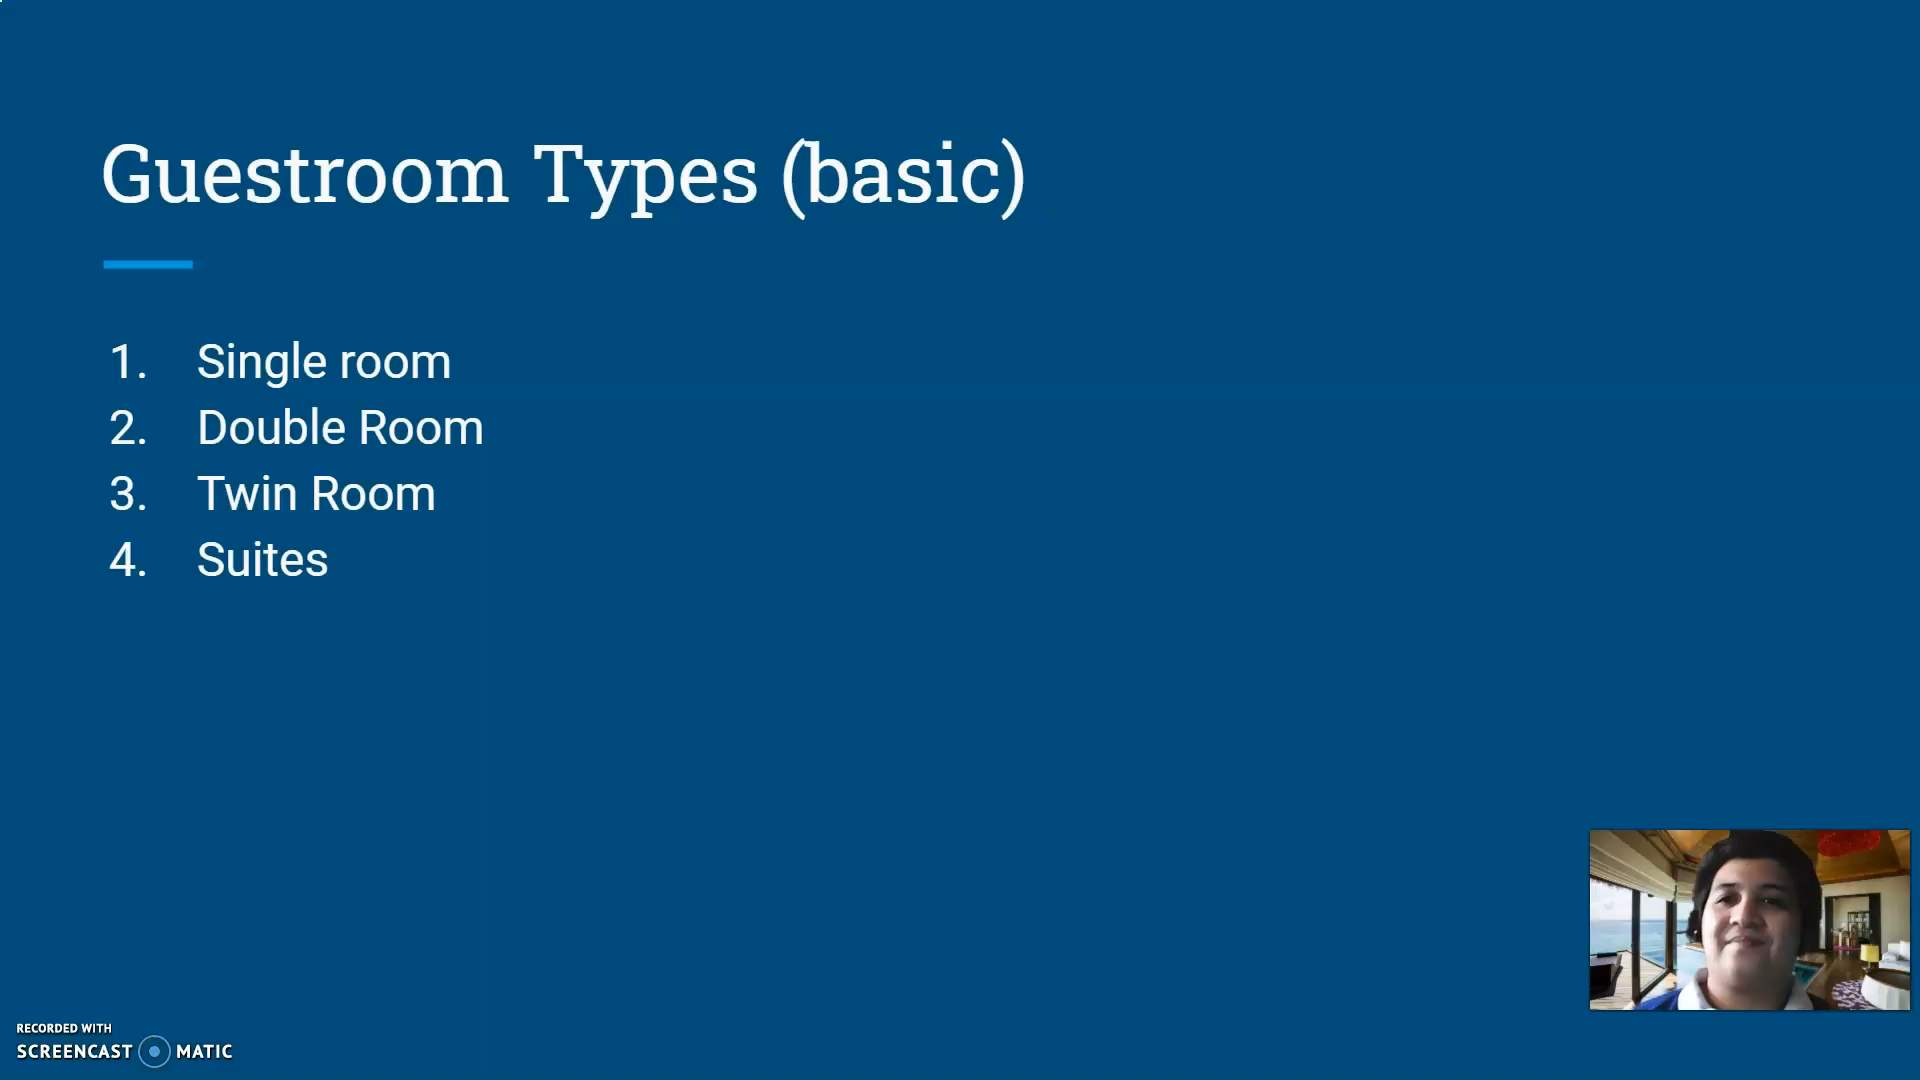 Guestroom Types (basic)
1. Single room
2. Double Room
3. Twin Room
4. Suites
RECORDED WITH
SCREENCAST MATIC